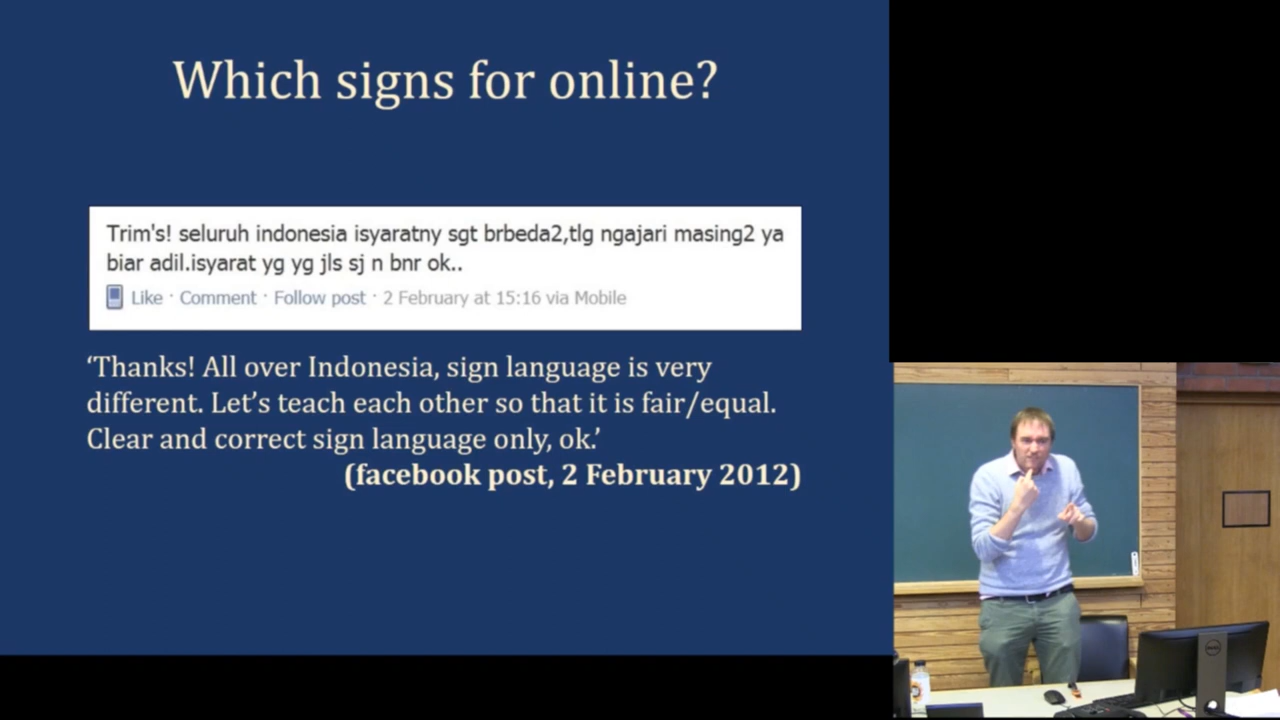 Which signs for online?
Trim's! seluruh indonesia isyaratny sgt brbeda2,tlg ngajari masing2 ya
biar adil.isyarat yg yg jls sj n bnr ok..
Like · Comment · Follow post · 2 February at 15:16 via Mobile
‘Thanks! All over Indonesia, sign language is very
different. Let’s teach each other so that it is fair/equal.
Clear and correct sign language only, ok.’
(facebook post, 2 February 2012)
DELL